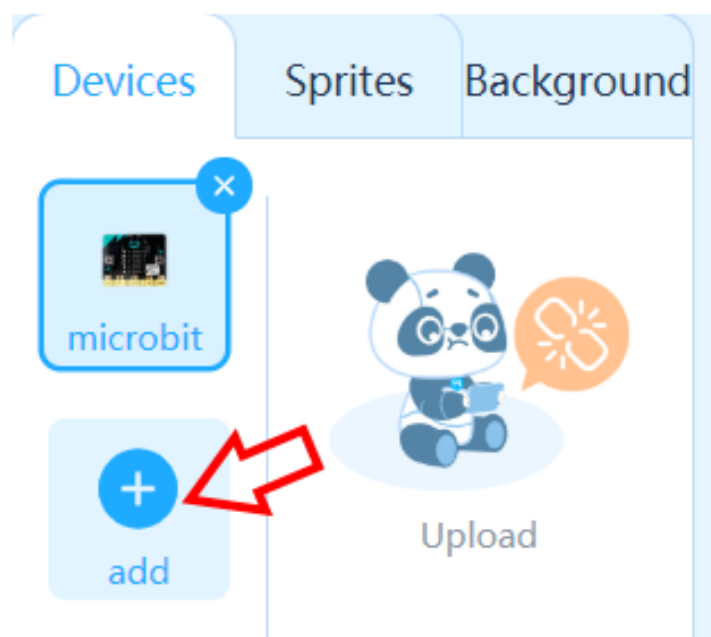 Devices
Sprites
Background
microbit
add
Upload